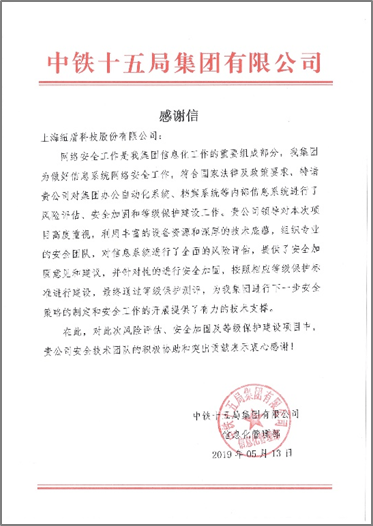 中铁十五局集团有限公司
感谢信
上海纽盾科技股份有限公司：
网络安全工作是我集团信息化工作的重要组成部分，我集团
为做好信息系统网络安全工作，符合国家法律及政策要求，特请
贵公司对集团办公自动化系统、档案系统等内部信息系统进行了
风险评估、安全加固和等级保护建设工作。贵公司领导对本次项
目高度重视，利用丰富的设备资源和深厚的技术底蕴，组织专业
的安全团队，对信息系统进行了全面的风险评估，提供了安全加
固意见和建议，并针对性的进行安全加固，按照相应等级保护标
准进行建设，最终通过等级保护测评，为我集团进行下一步安全
策略的制定和安全工作的开展提供了有力的技术支撑。
在此，对此次风险评估、安全加固及等级保护建设项目中，
贵公司安全技术团队的积极协助和突出贡献表示衷心感谢！
中铁十五局集团有限公司
信息化管理部
2019 年 05 月 13 日